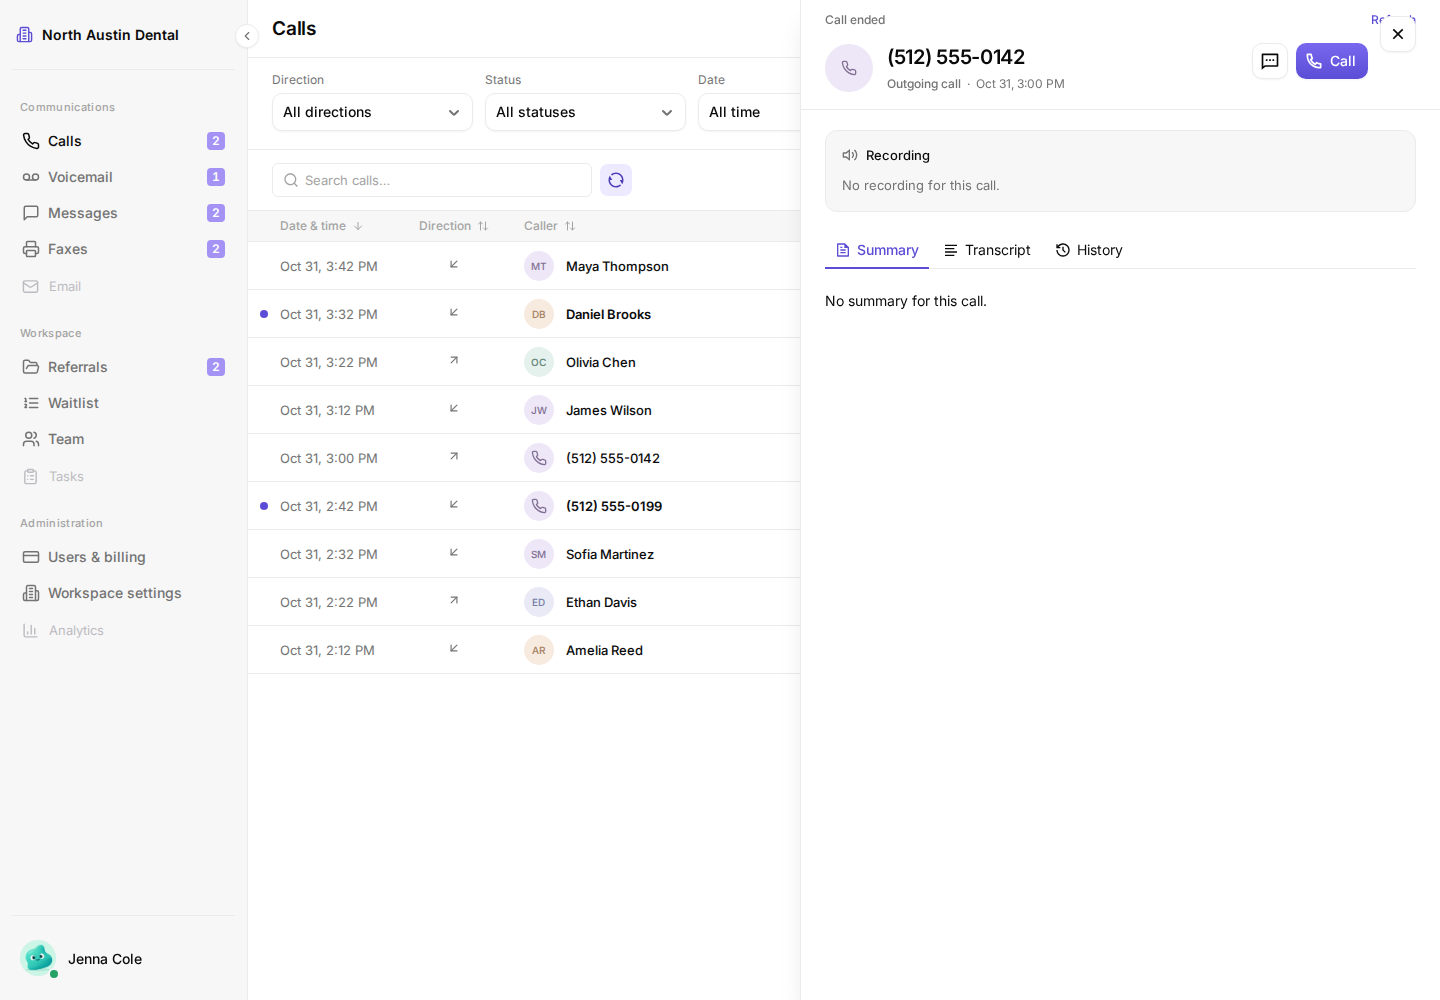 North Austin Dental
Communications
Calls 2
Voicemail 1
Messages 2
Faxes 2
Email
Workspace
Referrals 2
Waitlist
Team
Tasks
Administration
Users & billing
Workspace settings
Analytics
Jenna Cole
Calls
Direction Status Date
All directions All statuses All time
Search calls...
Date & time Direction Caller
Oct 31, 3:42 PM MT Maya Thompson
Oct 31, 3:32 PM DB Daniel Brooks
Oct 31, 3:22 PM OC Olivia Chen
Oct 31, 3:12 PM JW James Wilson
Oct 31, 3:00 PM (512) 555-0142
Oct 31, 2:42 PM (512) 555-0199
Oct 31, 2:32 PM SM Sofia Martinez
Oct 31, 2:22 PM ED Ethan Davis
Oct 31, 2:12 PM AR Amelia Reed
Call ended
(512) 555-0142
Outgoing call · Oct 31, 3:00 PM
Call
Recording
No recording for this call.
Summary Transcript History
No summary for this call.